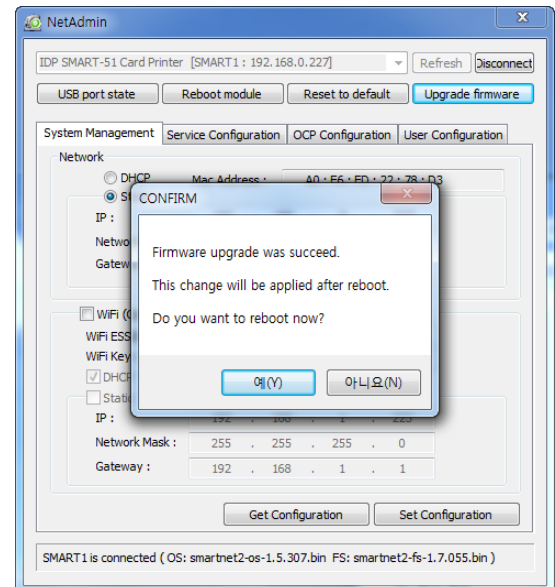 NetAdmin
IDP SMART-51 Card Printer [SMART1 : 192.168.0.227]
Refresh
Disconnect
USB port state
Reboot module
Reset to default
Upgrade firmware
System Management
Service Configuration
OCP Configuration
User Configuration
Network
DHCP
Mac Address :
A0 : E6 : ED : 22 : 78 : D3
IP :
CONFIRM
Firmware upgrade was succeed.
This change will be applied after reboot.
Do you want to reboot now?
예(Y)
아니요(N)
WiFi
WiFi ESS
WiFi Key
DHCP
Static
IP :
Network Mask :
255 . 255 . 255 . 0
Gateway :
192 . 168 . 1 . 1
Get Configuration
Set Configuration
SMART1 is connected ( OS: smartnet2-os-1.5.307.bin FS: smartnet2-fs-1.7.055.bin )